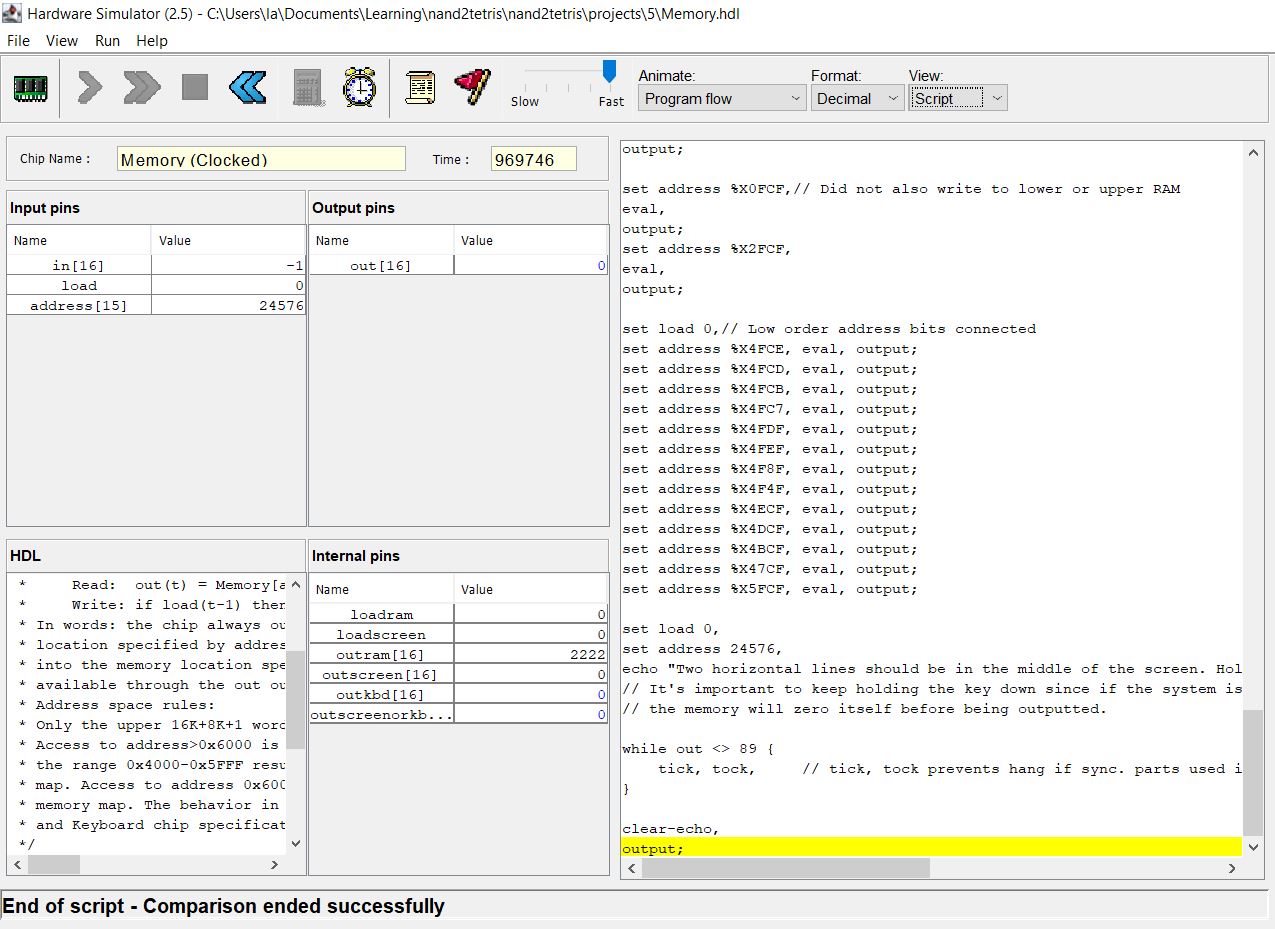 Hardware Simulator (2.5) - C:\Users\la\Documents\Learning\nand2tetris\nand2tetris\projects\5\Memory.hdl
File View Run Help
Slow Fast
Animate:
Program flow
Format:
Decimal
View:
Script
Chip Name :
Memory (Clocked)
Time :
969746
Input pins
Name Value
in[16] -1
load 0
address[15] 24576
Output pins
Name Value
out[16] 0
HDL
* Read: out(t) = Memory[a
* Write: if load(t-1) then
* In words: the chip always ou
* location specified by addres
* into the memory location spe
* available through the out ou
* Address space rules:
* Only the upper 16K+8K+1 word
* Access to address>0x6000 is
* the range 0x4000-0x5FFF resu
* map. Access to address 0x600
* memory map. The behavior in
* and Keyboard chip specificat
*/
Internal pins
Name Value
loadram 0
loadscreen 0
outram[16] 2222
outscreen[16] 0
outkbd[16] 0
outscreenorkb... 0
output;
set address %X0FCF,// Did not also write to lower or upper RAM
eval,
output;
set address %X2FCF,
eval,
output;
set load 0,// Low order address bits connected
set address %X4FCE, eval, output;
set address %X4FCD, eval, output;
set address %X4FCB, eval, output;
set address %X4FC7, eval, output;
set address %X4FDF, eval, output;
set address %X4FEF, eval, output;
set address %X4F8F, eval, output;
set address %X4F4F, eval, output;
set address %X4ECF, eval, output;
set address %X4DCF, eval, output;
set address %X4BCF, eval, output;
set address %X47CF, eval, output;
set address %X5FCF, eval, output;
set load 0,
set address 24576,
echo "Two horizontal lines should be in the middle of the screen. Hol
// It's important to keep holding the key down since if the system is
// the memory will zero itself before being outputted.
while out <> 89 {
tick, tock, // tick, tock prevents hang if sync. parts used i
}
clear-echo,
output;
End of script - Comparison ended successfully